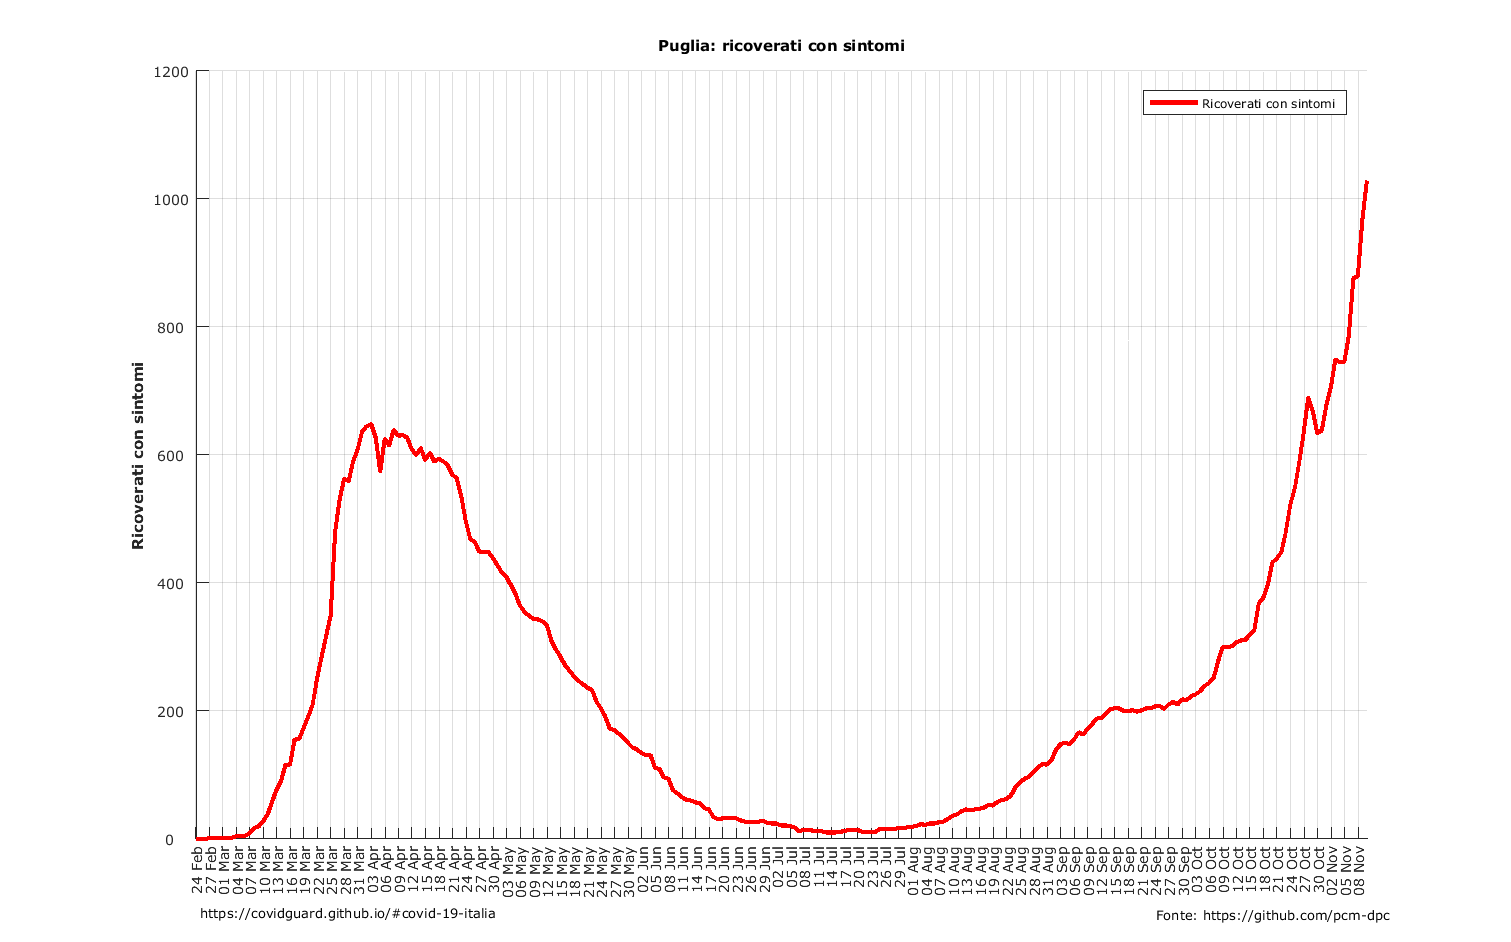 Puglia: ricoverati con sintomi
Ricoverati con sintomi
1200
1000
800
600
400
200
0
Ricoverati con sintomi
24 Feb
27 Feb
01 Mar
04 Mar
07 Mar
10 Mar
13 Mar
16 Mar
19 Mar
22 Mar
25 Mar
28 Mar
31 Mar
03 Apr
06 Apr
09 Apr
12 Apr
15 Apr
18 Apr
21 Apr
24 Apr
27 Apr
30 Apr
03 May
06 May
09 May
12 May
15 May
18 May
21 May
24 May
27 May
30 May
02 Jun
05 Jun
08 Jun
11 Jun
14 Jun
17 Jun
20 Jun
23 Jun
26 Jun
29 Jun
02 Jul
05 Jul
08 Jul
11 Jul
14 Jul
17 Jul
20 Jul
23 Jul
26 Jul
29 Jul
01 Aug
04 Aug
07 Aug
10 Aug
13 Aug
16 Aug
19 Aug
22 Aug
25 Aug
28 Aug
31 Aug
03 Sep
06 Sep
09 Sep
12 Sep
15 Sep
18 Sep
21 Sep
24 Sep
27 Sep
30 Sep
03 Oct
06 Oct
09 Oct
12 Oct
15 Oct
18 Oct
21 Oct
24 Oct
27 Oct
30 Oct
02 Nov
05 Nov
08 Nov
https://covidguard.github.io/#covid-19-italia
Fonte: https://github.com/pcm-dpc